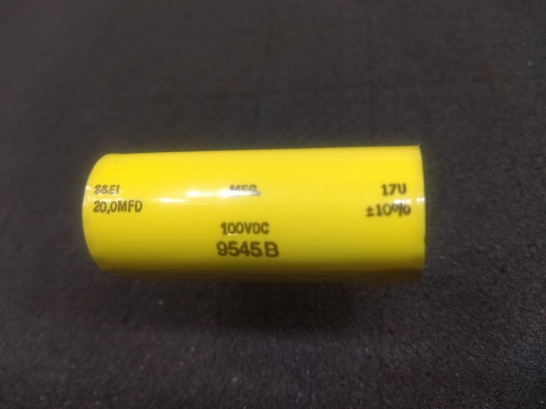 S&EI MFG. 17U
20,0MFD ±10%
100VDC
9545B